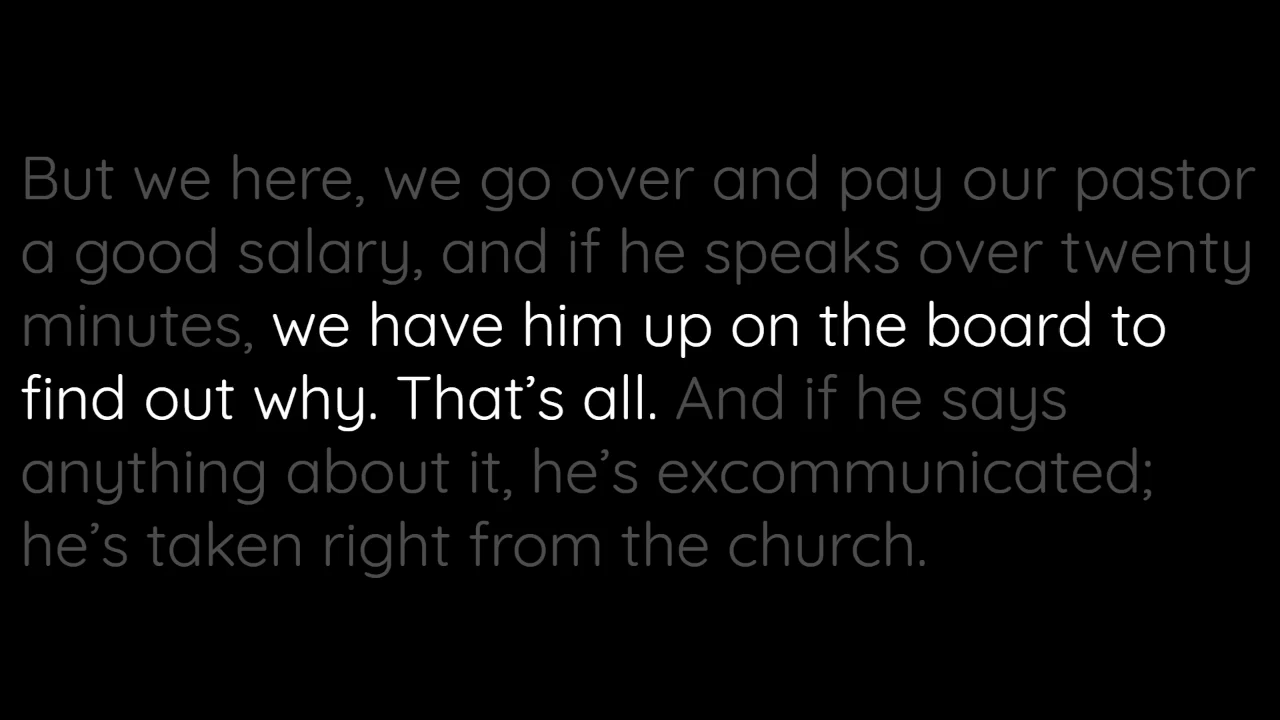 But we here, we go over and pay our pastor
a good salary, and if he speaks over twenty
minutes, we have him up on the board to
find out why. That’s all. And if he says
anything about it, he’s excommunicated;
he’s taken right from the church.